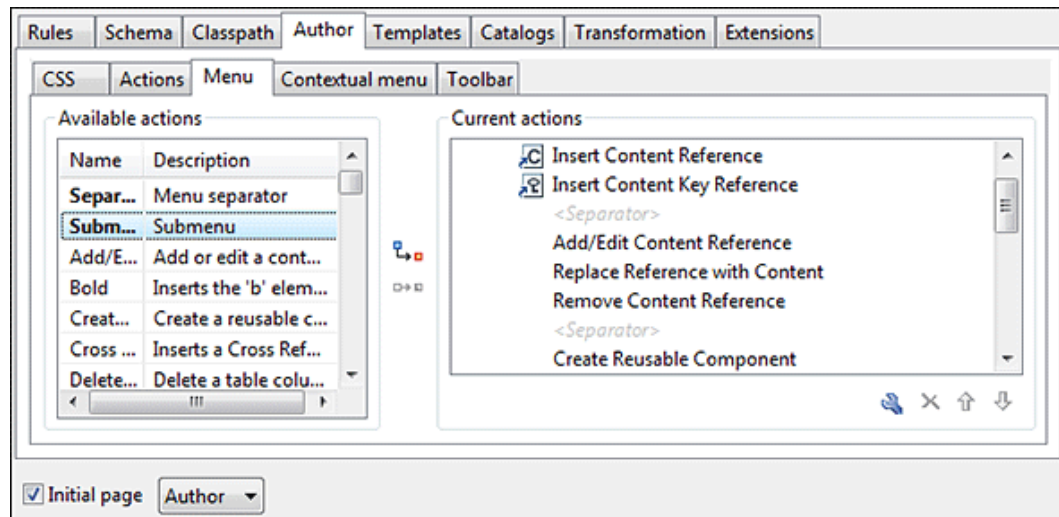 Rules Schema Classpath Author Templates Catalogs Transformation Extensions
CSS Actions Menu Contextual menu Toolbar
Available actions
Name Description
Separ... Menu separator
Subm... Submenu
Add/E... Add or edit a cont...
Bold Inserts the 'b' elem...
Creat... Create a reusable c...
Cross ... Inserts a Cross Ref...
Delete... Delete a table colu...
Current actions
Insert Content Reference
Insert Content Key Reference
<Separator>
Add/Edit Content Reference
Replace Reference with Content
Remove Content Reference
<Separator>
Create Reusable Component
Initial page Author